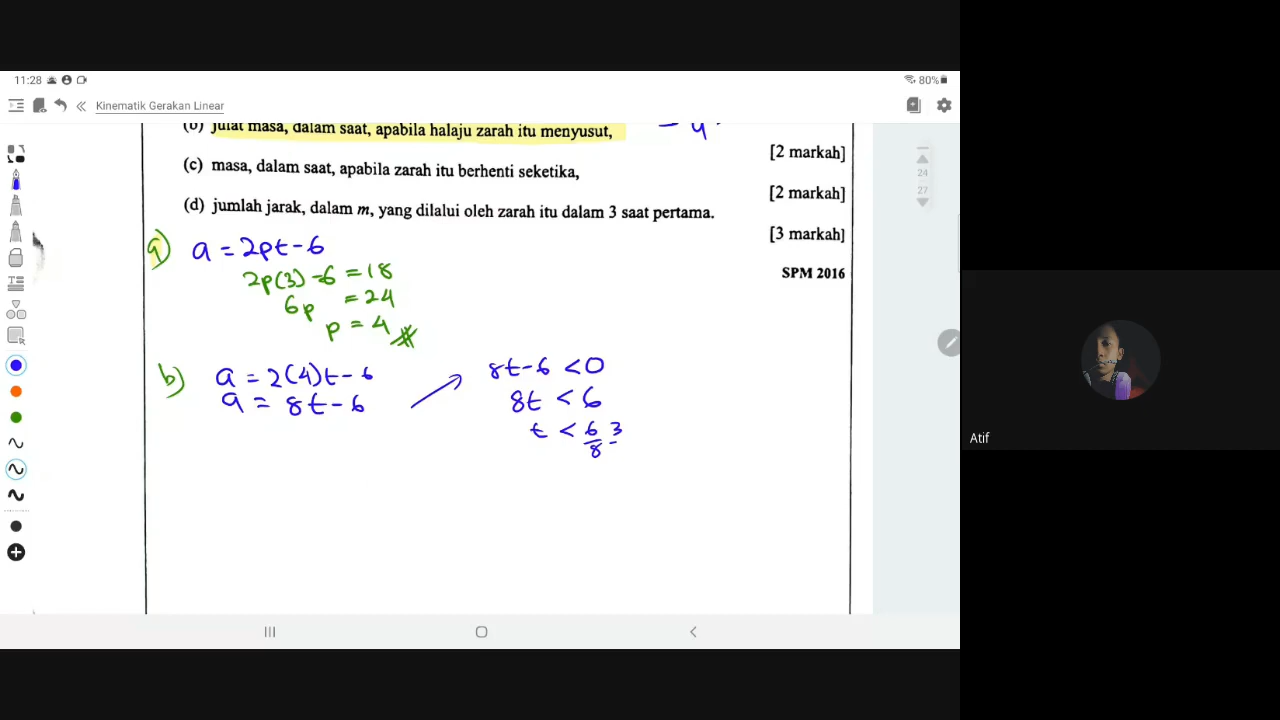 11:28
80%
Kinematik Gerakan Linear
(b) julat masa, dalam saat, apabila halaju zarah itu menyusut,
[2 markah]
(c) masa, dalam saat, apabila zarah itu berhenti seketika,
[2 markah]
(d) jumlah jarak, dalam m, yang dilalui oleh zarah itu dalam 3 saat pertama.
[3 markah]
SPM 2016
24
27
a) a = 2pt - 6
2p(3) - 6 = 18
6p = 24
p = 4
b) a = 2(4)t - 6
a = 8t - 6
8t - 6 < 0
8t < 6
t < 6/8 3
Atif